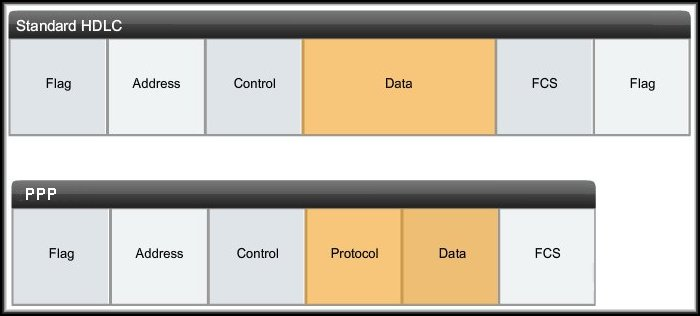 Standard HDLC
Flag Address Control Data FCS Flag
PPP
Flag Address Control Protocol Data FCS